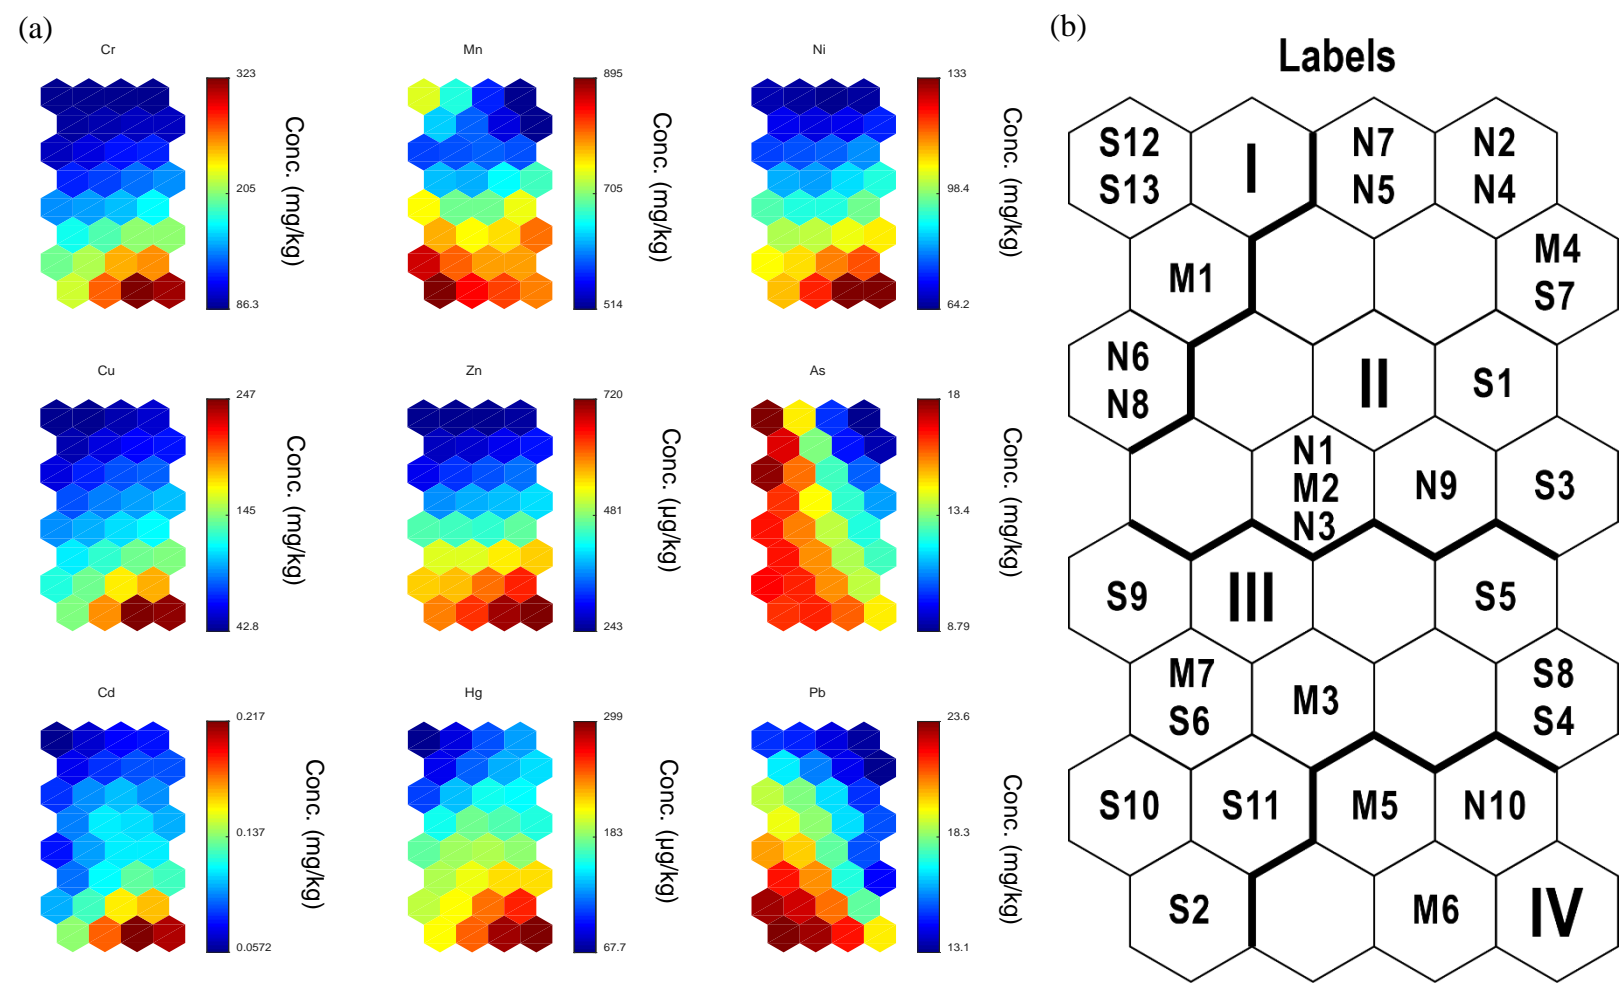 (a)
Cr
323
205
86.3
Conc. (mg/kg)
Mn
895
705
514
Conc. (mg/kg)
Ni
133
98.4
64.2
Conc. (mg/kg)
Cu
247
145
42.8
Conc. (mg/kg)
Zn
720
481
243
Conc. (µg/kg)
As
18
13.4
8.79
Conc. (mg/kg)
Cd
0.217
0.137
0.0572
Conc. (mg/kg)
Hg
299
183
67.7
Conc. (µg/kg)
Pb
23.6
18.3
13.1
Conc. (mg/kg)
(b)
Labels
S12
S13
I
N7
N5
N2
N4
M1
M4
S7
N6
N8
II
S1
N1
M2
N3
N9
S3
S9
III
S5
M7
S6
M3
S8
S4
S10
S11
M5
N10
S2
M6
IV